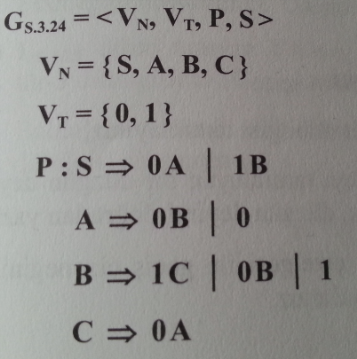 G_S.3.24 = <V_N, V_T, P, S>
V_N = { S, A, B, C }
V_T = { 0, 1 }
P : S ⇒ 0A | 1B
A ⇒ 0B | 0
B ⇒ 1C | 0B | 1
C ⇒ 0A